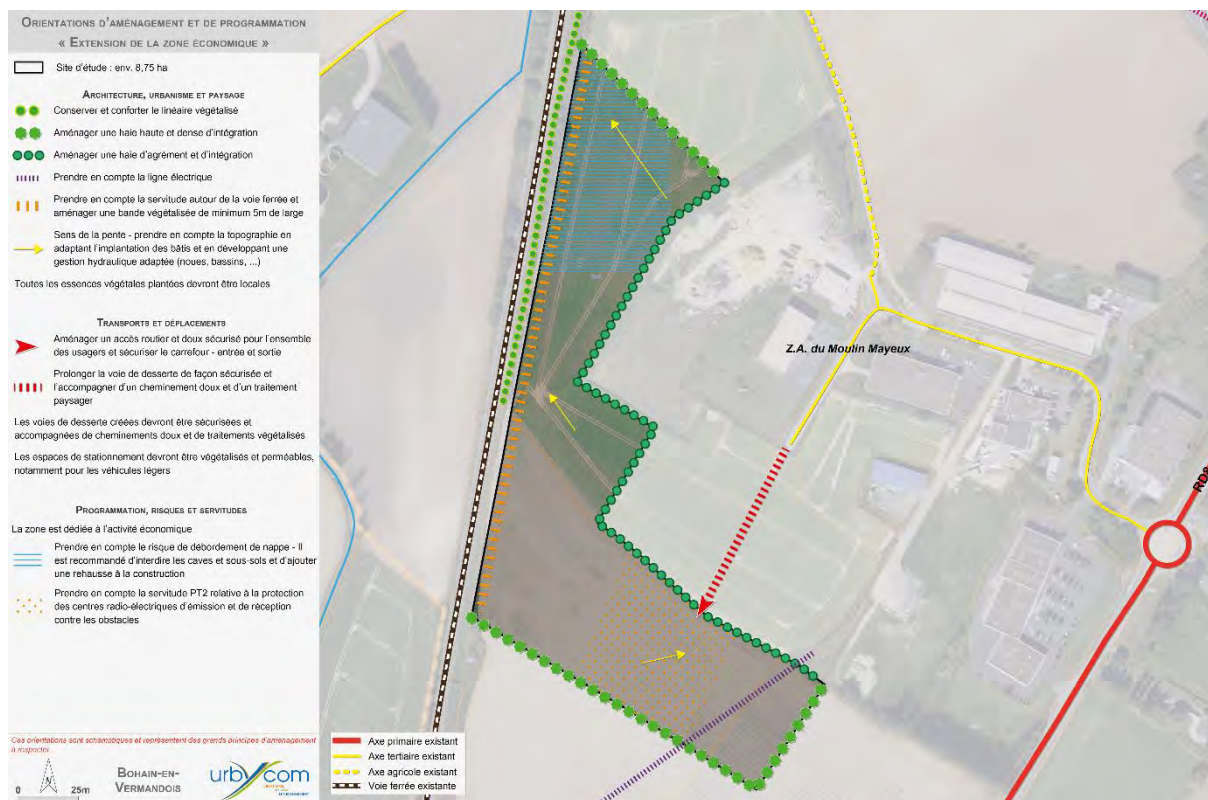 ORIENTATIONS D'AMÉNAGEMENT ET DE PROGRAMMATION
« EXTENSION DE LA ZONE ÉCONOMIQUE »
Site d'étude : env. 8,75 ha
ARCHITECTURE, URBANISME ET PAYSAGE
Conserver et conforter le linéaire végétalisé
Aménager une haie haute et dense d'intégration
Aménager une haie d'agrément et d'intégration
Prendre en compte la ligne électrique
Prendre en compte la servitude autour de la voie ferrée et
aménager une bande végétalisée de minimum 5m de large
Sens de la pente - prendre en compte la topographie en
adaptant l'implantation des bâtis et en développant une
gestion hydraulique adaptée (noues, bassins, ...)
Toutes les essences végétales plantées devront être locales
TRANSPORTS ET DÉPLACEMENTS
Aménager un accès routier et doux sécurisé pour l'ensemble
des usagers et sécuriser le carrefour - entrée et sortie
Prolonger la voie de desserte de façon sécurisée et
l'accompagner d'un cheminement doux et d'un traitement
paysager
Les voies de desserte créées devront être sécurisées et
accompagnées de cheminements doux et de traitements végétalisés
Les espaces de stationnement devront être végétalisés et perméables,
notamment pour les véhicules légers
PROGRAMMATION, RISQUES ET SERVITUDES
La zone est dédiée à l'activité économique
Prendre en compte le risque de débordement de nappe - Il
est recommandé d'interdire les caves et sous-sols et d'ajouter
une rehausse à la construction
Prendre en compte la servitude PT2 relative à la protection
des centres radio-électriques d'émission et de réception
contre les obstacles
Ces orientations sont schématiques et représentent des grands principes d'aménagement
à respecter.
N
0 25m
BOHAIN-EN-
VERMANDOIS
urbycom
Axe primaire existant
Axe tertiaire existant
Axe agricole existant
Voie ferrée existante
Z.A. du Moulin Mayeux